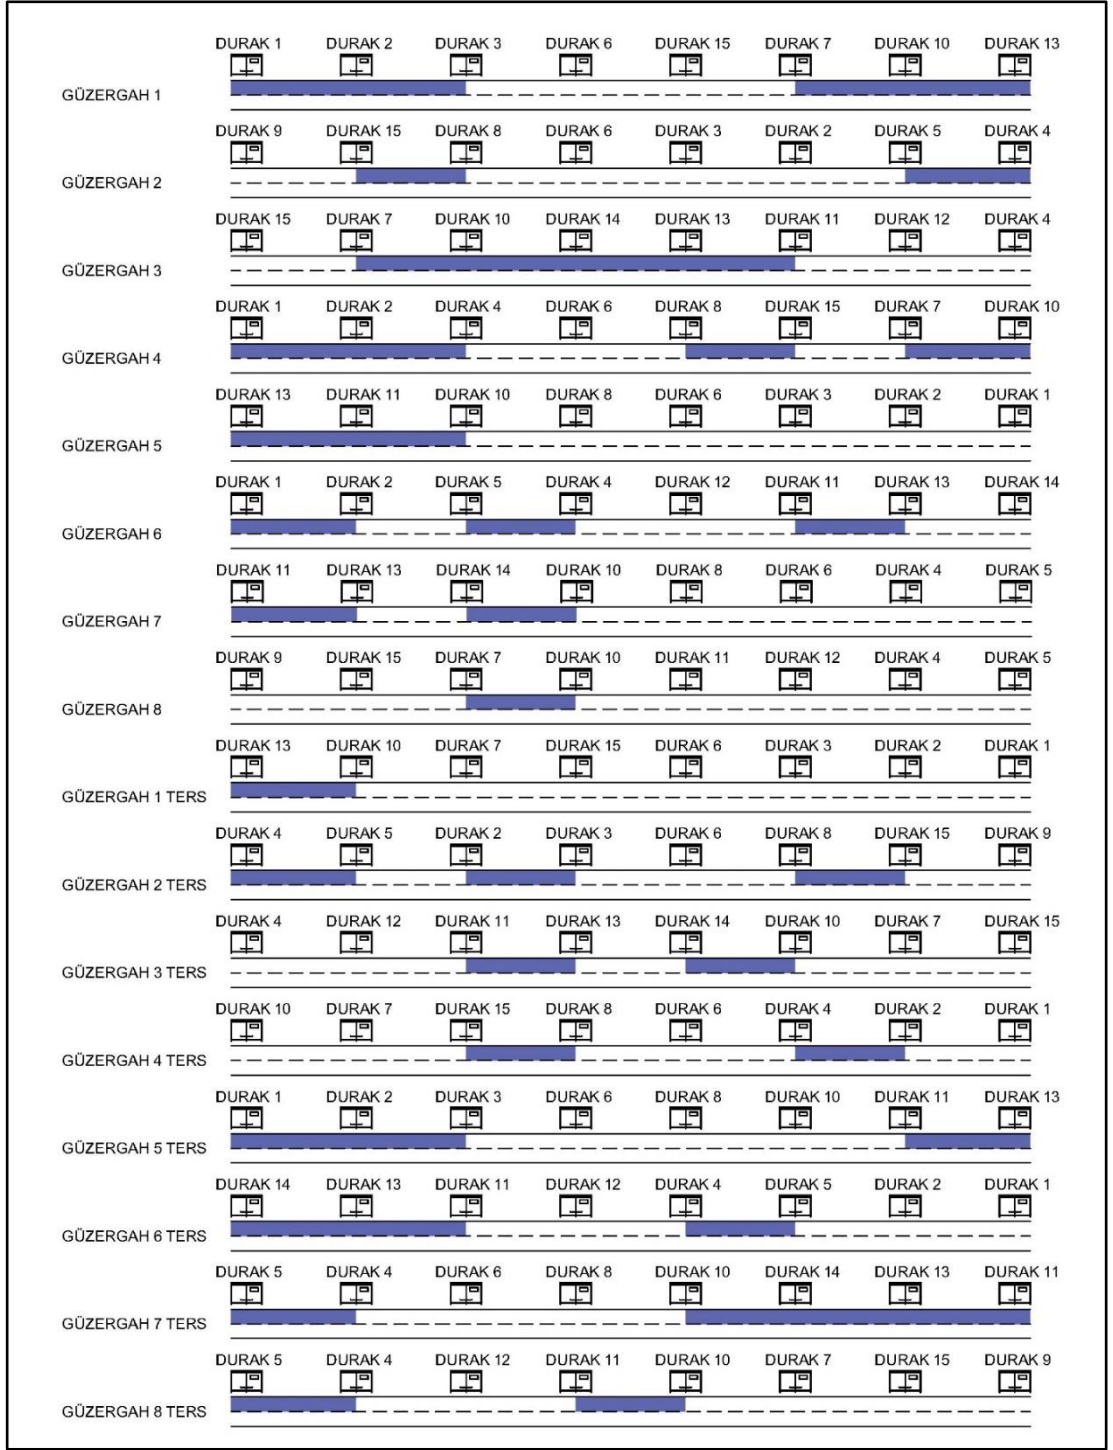 DURAK 1 DURAK 2 DURAK 3 DURAK 6 DURAK 15 DURAK 7 DURAK 10 DURAK 13
GÜZERGAH 1
DURAK 9 DURAK 15 DURAK 8 DURAK 6 DURAK 3 DURAK 2 DURAK 5 DURAK 4
GÜZERGAH 2
DURAK 15 DURAK 7 DURAK 10 DURAK 14 DURAK 13 DURAK 11 DURAK 12 DURAK 4
GÜZERGAH 3
DURAK 1 DURAK 2 DURAK 4 DURAK 6 DURAK 8 DURAK 15 DURAK 7 DURAK 10
GÜZERGAH 4
DURAK 13 DURAK 11 DURAK 10 DURAK 8 DURAK 6 DURAK 3 DURAK 2 DURAK 1
GÜZERGAH 5
DURAK 1 DURAK 2 DURAK 5 DURAK 4 DURAK 12 DURAK 11 DURAK 13 DURAK 14
GÜZERGAH 6
DURAK 11 DURAK 13 DURAK 14 DURAK 10 DURAK 8 DURAK 6 DURAK 4 DURAK 5
GÜZERGAH 7
DURAK 9 DURAK 15 DURAK 7 DURAK 10 DURAK 11 DURAK 12 DURAK 4 DURAK 5
GÜZERGAH 8
DURAK 13 DURAK 10 DURAK 7 DURAK 15 DURAK 6 DURAK 3 DURAK 2 DURAK 1
GÜZERGAH 1 TERS
DURAK 4 DURAK 5 DURAK 2 DURAK 3 DURAK 6 DURAK 8 DURAK 15 DURAK 9
GÜZERGAH 2 TERS
DURAK 4 DURAK 12 DURAK 11 DURAK 13 DURAK 14 DURAK 10 DURAK 7 DURAK 15
GÜZERGAH 3 TERS
DURAK 10 DURAK 7 DURAK 15 DURAK 8 DURAK 6 DURAK 4 DURAK 2 DURAK 1
GÜZERGAH 4 TERS
DURAK 1 DURAK 2 DURAK 3 DURAK 6 DURAK 8 DURAK 10 DURAK 11 DURAK 13
GÜZERGAH 5 TERS
DURAK 14 DURAK 13 DURAK 11 DURAK 12 DURAK 4 DURAK 5 DURAK 2 DURAK 1
GÜZERGAH 6 TERS
DURAK 5 DURAK 4 DURAK 6 DURAK 8 DURAK 10 DURAK 14 DURAK 13 DURAK 11
GÜZERGAH 7 TERS
DURAK 5 DURAK 4 DURAK 12 DURAK 11 DURAK 10 DURAK 7 DURAK 15 DURAK 9
GÜZERGAH 8 TERS